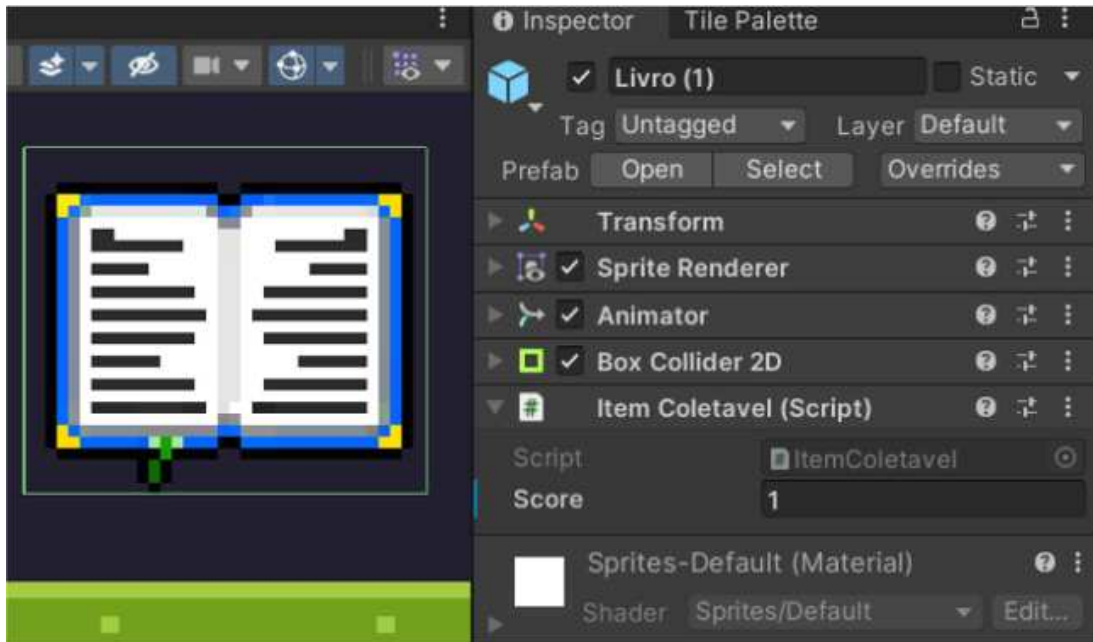 Inspector Tile Palette
Livro (1) Static
Tag Untagged Layer Default
Prefab Open Select Overrides
Transform
Sprite Renderer
Animator
Box Collider 2D
# Item Coletavel (Script)
Script # ItemColetavel
Score 1
Sprites-Default (Material)
Shader Sprites/Default Edit...